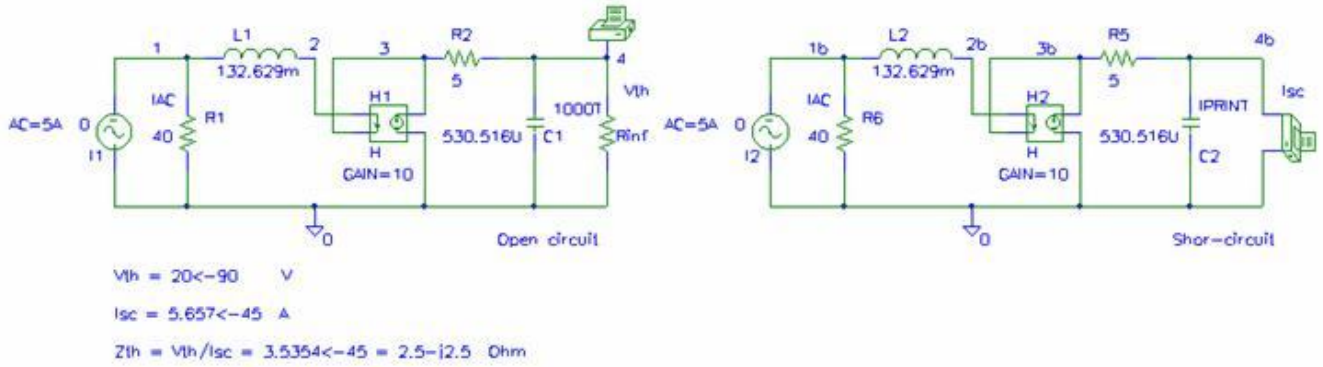 L1
R2
L2
R5
1
2
3
4
1b
2b
3b
4b
132.629m
5
132.629m
5
Vth
Isc
IAC
H1
1000T
IAC
H2
IPRINT
AC=5A
0
R1
40
530.516U
Rinf
AC=5A
0
R6
40
530.516U
I1
H
C1
I2
H
C2
GAIN=10
GAIN=10
0
Open circuit
0
Shor-circuit
Vth = 20<-90 V
Isc = 5.657<-45 A
Zth = Vth/Isc = 3.5354<-45 = 2.5-j2.5 Ohm